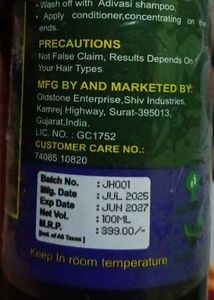 • Wash off with Adivasi shampoo.
• Apply conditioner,concentrating on the
ends.
PRECAUTIONS
Not False Claim, Results Depends On
Your Hair Types
MFG BY AND MARKETED BY:
Oldstone Enterprise,Shiv Industries,
Kamrej Highway, Surat-395013,
Gujarat,India.
LIC. NO. : GC1752
CUSTOMER CARE NO.:
74085 10820
Batch No. : JH001
Mfg. Date : JUL 2025
Exp Date : JUN 2027
Net Vol. : 100ML
M.R.P. : 399.00/-
(Incl. of All Taxes)
Keep In room temperature